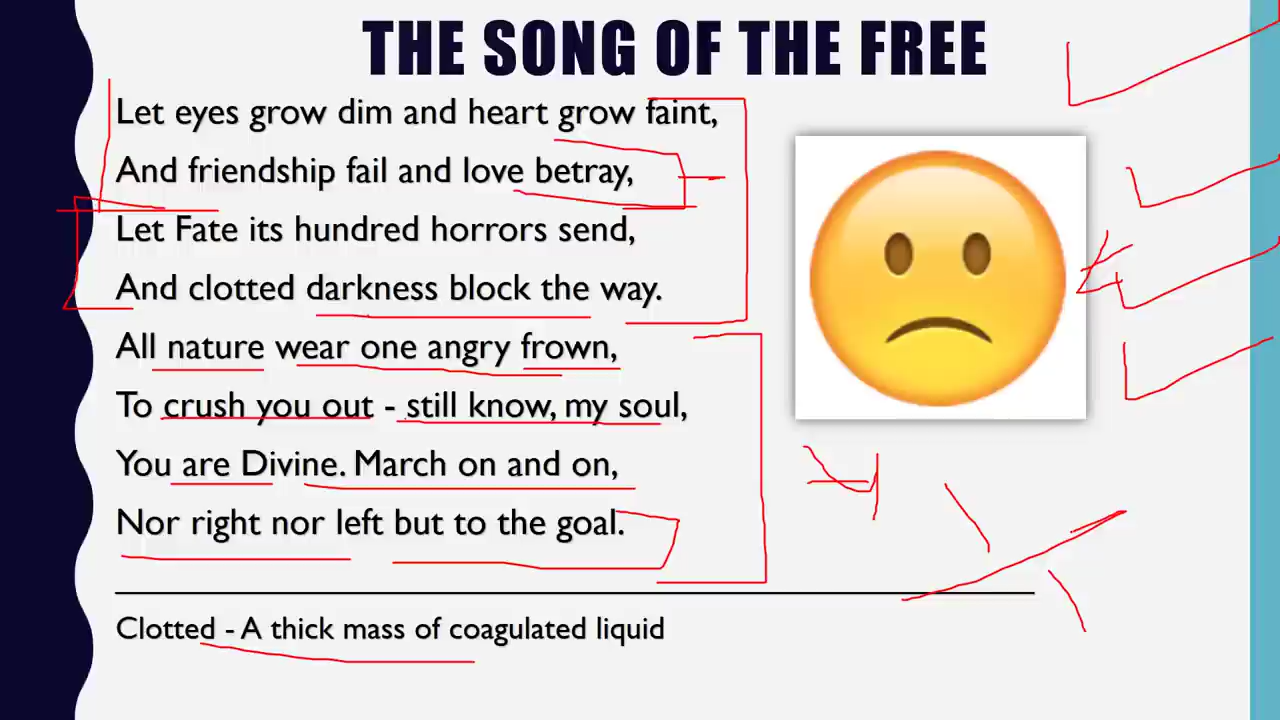 THE SONG OF THE FREE
Let eyes grow dim and heart grow faint,
And friendship fail and love betray,
Let Fate its hundred horrors send,
And clotted darkness block the way.
All nature wear one angry frown,
To crush you out - still know, my soul,
You are Divine. March on and on,
Nor right nor left but to the goal.
Clotted - A thick mass of coagulated liquid